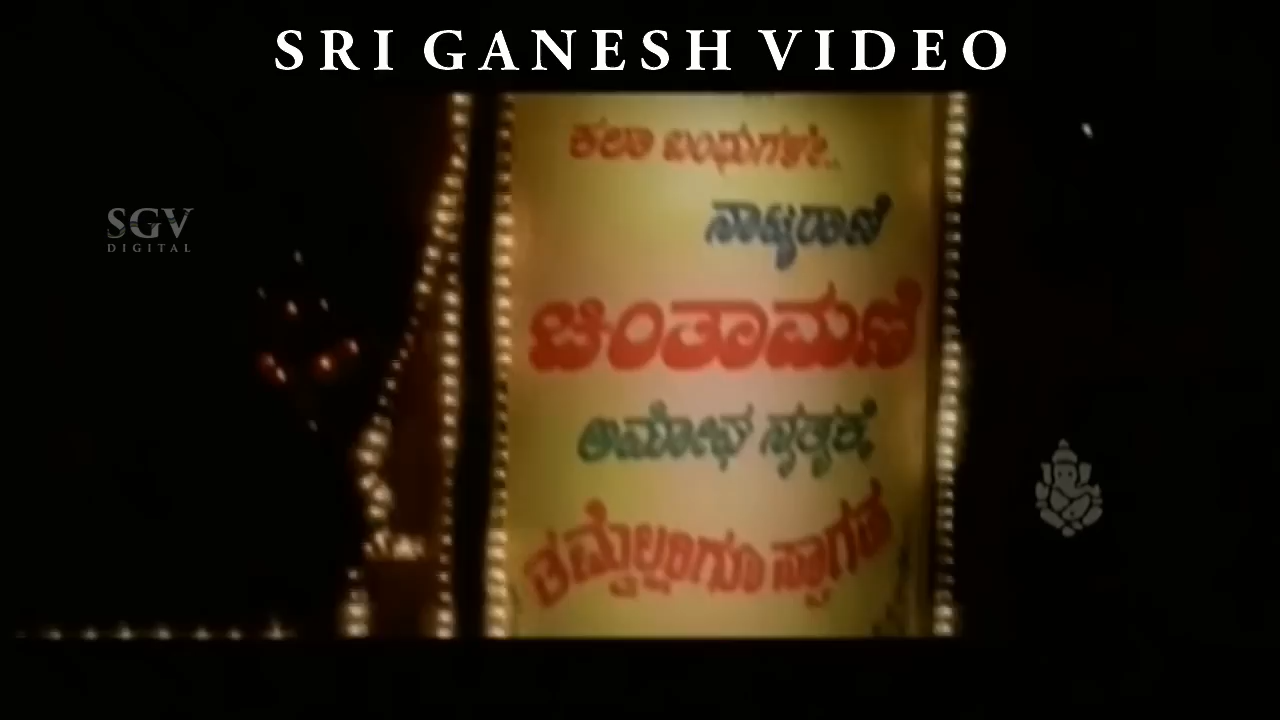 SRI GANESH VIDEO
ಕಲಾ ಬಂಧುಗಳೇ..
SGV
DIGITAL
ನಾಟ್ಯರಾಣಿ
ಚಿಂತಾಮಣಿ
ಅಮೋಘ ನೃತ್ಯಕ್ಕೆ
ತಮ್ಮೆಲ್ಲರಿಗೂ ಸ್ವಾಗತ